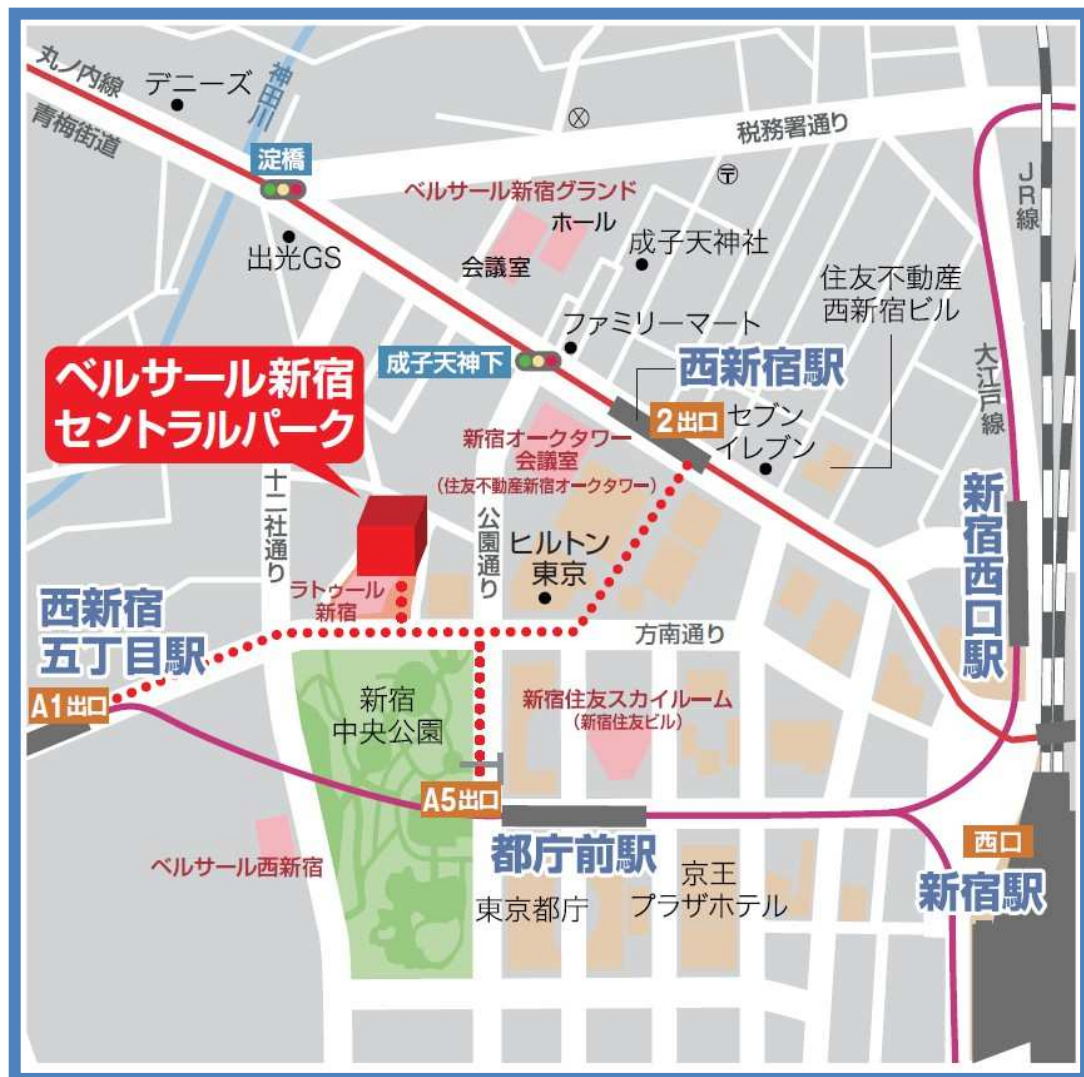 丸ノ内線
デニーズ
青梅街道
神田川
淀橋
税務署通り
〒
JR線
ベルサール新宿グランド
ホール
会議室
出光GS
成子天神社
住友不動産
西新宿ビル
ファミリーマート
成子天神下
西新宿駅
大江戸線
ベルサール新宿
セントラルパーク
2出口
セブン
イレブン
新宿オークタワー
会議室
(住友不動産新宿オークタワー)
十二社通り
公園通り
新宿西口駅
ヒルトン
東京
ラトゥール
新宿
西新宿
五丁目駅
方南通り
A1出口
新宿
中央公園
新宿住友スカイルーム
(新宿住友ビル)
A5出口
都庁前駅
西口
新宿駅
ベルサール西新宿
東京都庁
京王
プラザホテル